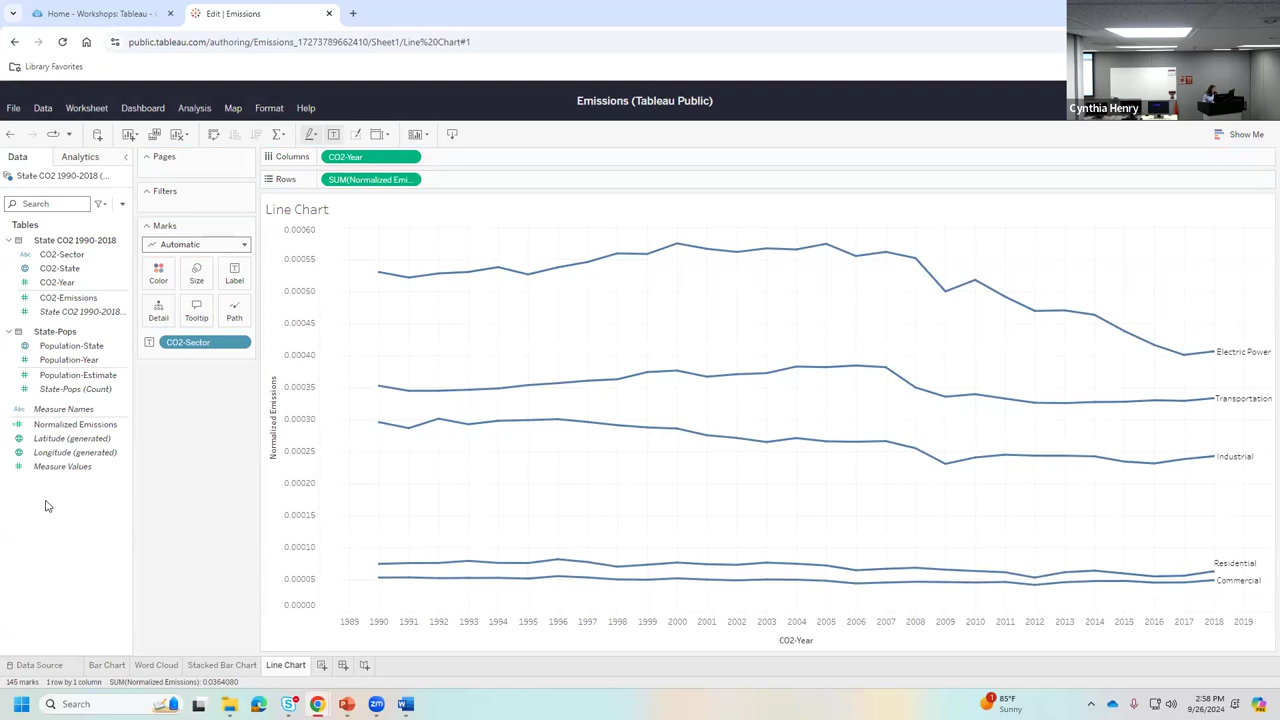 Home - Workshops: Tableau -
Edit | Emissions
public.tableau.com/authoring/Emissions_17273789662410/Sheet1/Line%20Chart#1
Library Favorites
Cynthia Henry
Emissions (Tableau Public)
File Data Worksheet Dashboard Analysis Map Format Help
Show Me
Data Analytics
State CO2 1990-2018 (...
Search
Tables
State CO2 1990-2018
Abc CO2-Sector
CO2-State
CO2-Year
CO2-Emissions
State CO2 1990-2018...
State-Pops
Population-State
Population-Year
Population-Estimate
State-Pops (Count)
Abc Measure Names
Normalized Emissions
Latitude (generated)
Longitude (generated)
Measure Values
Pages
Filters
Marks
Automatic
Color Size Label
Detail Tooltip Path
CO2-Sector
Columns CO2-Year
Rows SUM(Normalized Emi...
Line Chart
0.00060
0.00055
0.00050
0.00045
0.00040
0.00035
0.00030
0.00025
0.00020
0.00015
0.00010
0.00005
0.00000
Normalized Emissions
Electric Power
Transportation
Industrial
Residential
Commercial
1989 1990 1991 1992 1993 1994 1995 1996 1997 1998 1999 2000 2001 2002 2003 2004 2005 2006 2007 2008 2009 2010 2011 2012 2013 2014 2015 2016 2017 2018 2019
CO2-Year
Data Source Bar Chart Word Cloud Stacked Bar Chart Line Chart
145 marks 1 row by 1 column SUM(Normalized Emissions): 0.0364080
Search
1
85°F
Sunny
2:58 PM
9/26/2024